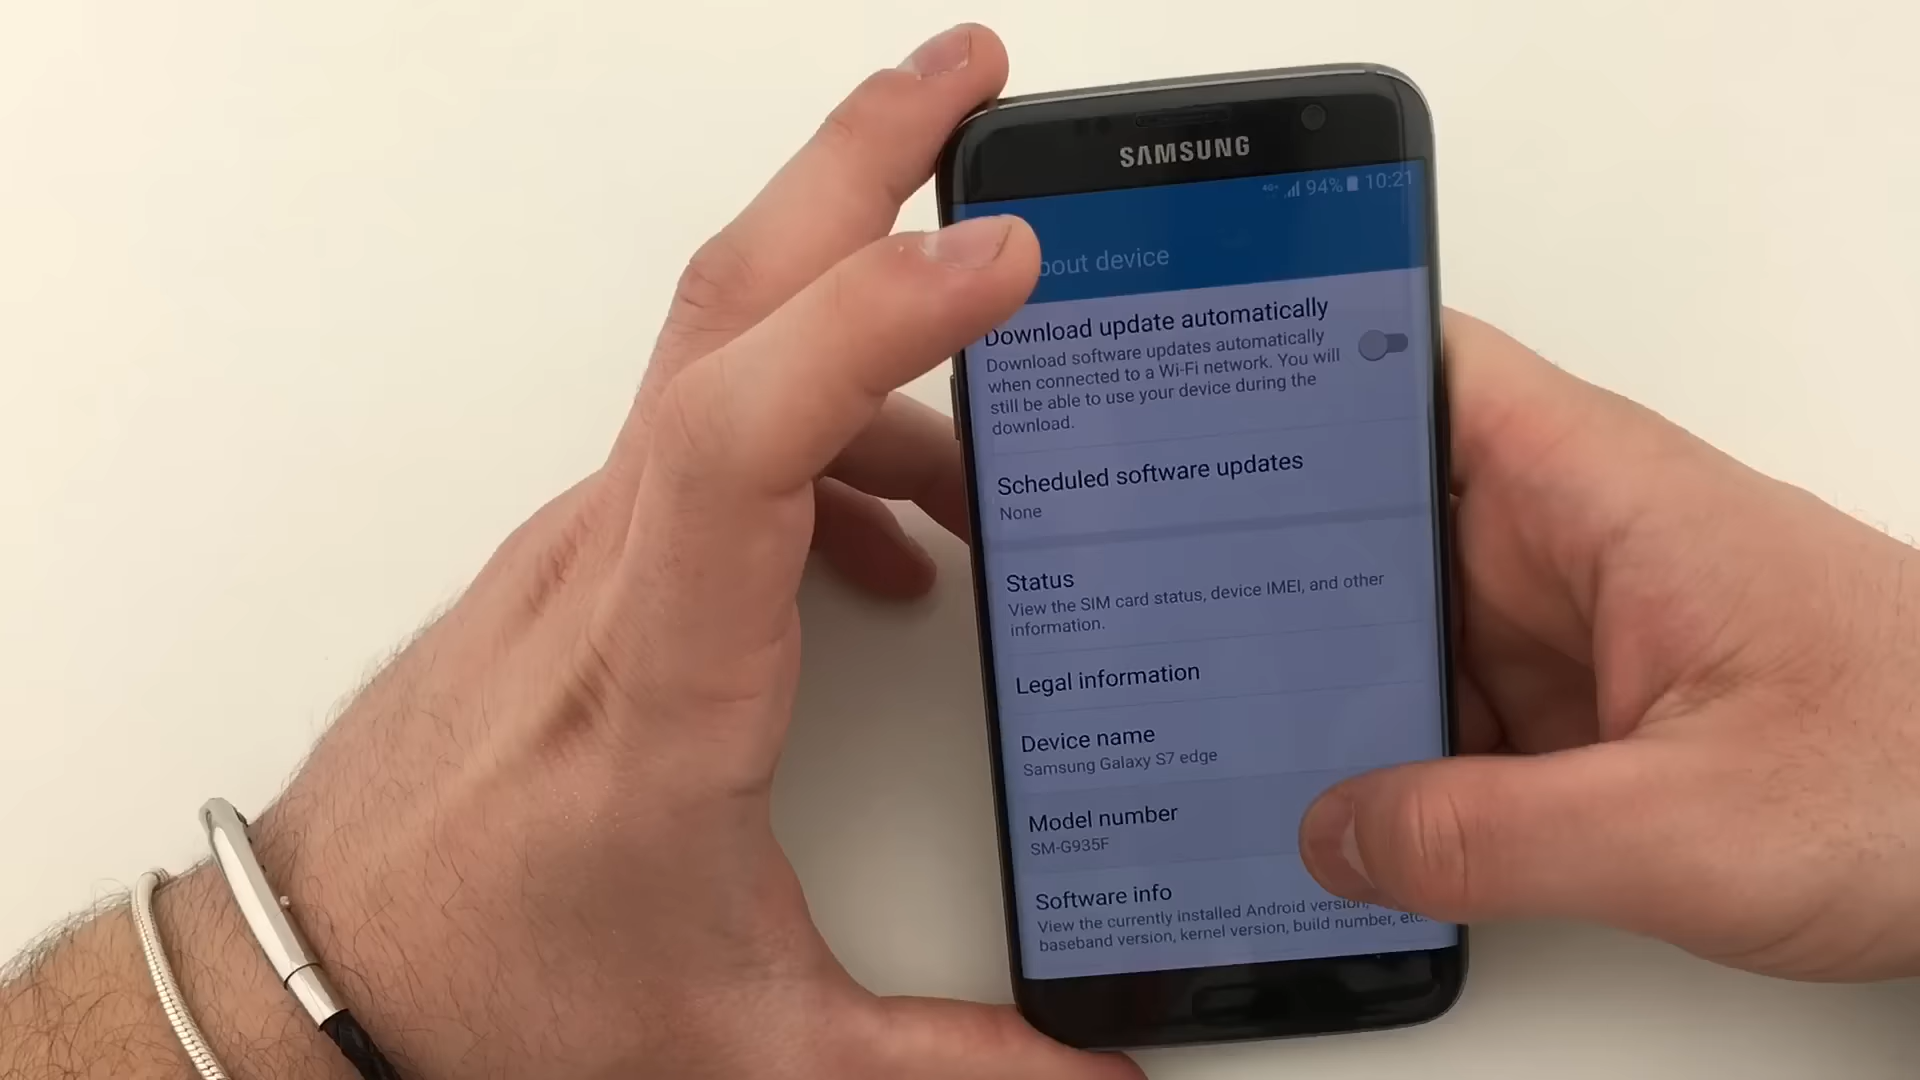 SAMSUNG
4G+ 94% 10:21
bout device
Download update automatically
Download software updates automatically
when connected to a Wi-Fi network. You will
still be able to use your device during the
download.
Scheduled software updates
None
Status
View the SIM card status, device IMEI, and other
information.
Legal information
Device name
Samsung Galaxy S7 edge
Model number
SM-G935F
Software info
View the currently installed Android version,
baseband version, kernel version, build number, etc.